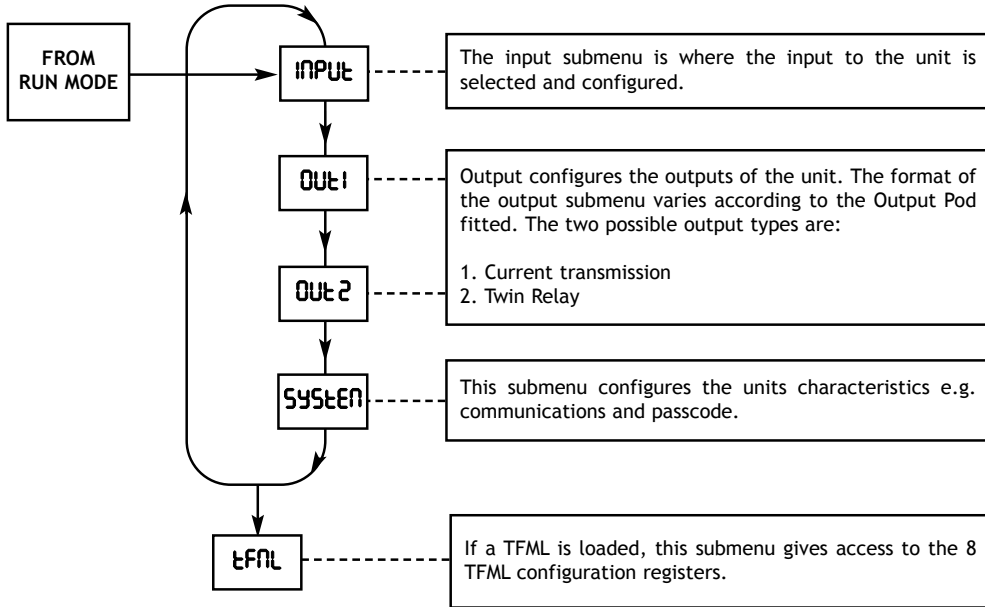 FROM
RUN MODE
INPUt
The input submenu is where the input to the unit is
selected and configured.
OUt1
Output configures the outputs of the unit. The format of
the output submenu varies according to the Output Pod
fitted. The two possible output types are:
1. Current transmission
2. Twin Relay
OUt2
SYStEM
This submenu configures the units characteristics e.g.
communications and passcode.
tFML
If a TFML is loaded, this submenu gives access to the 8
TFML configuration registers.